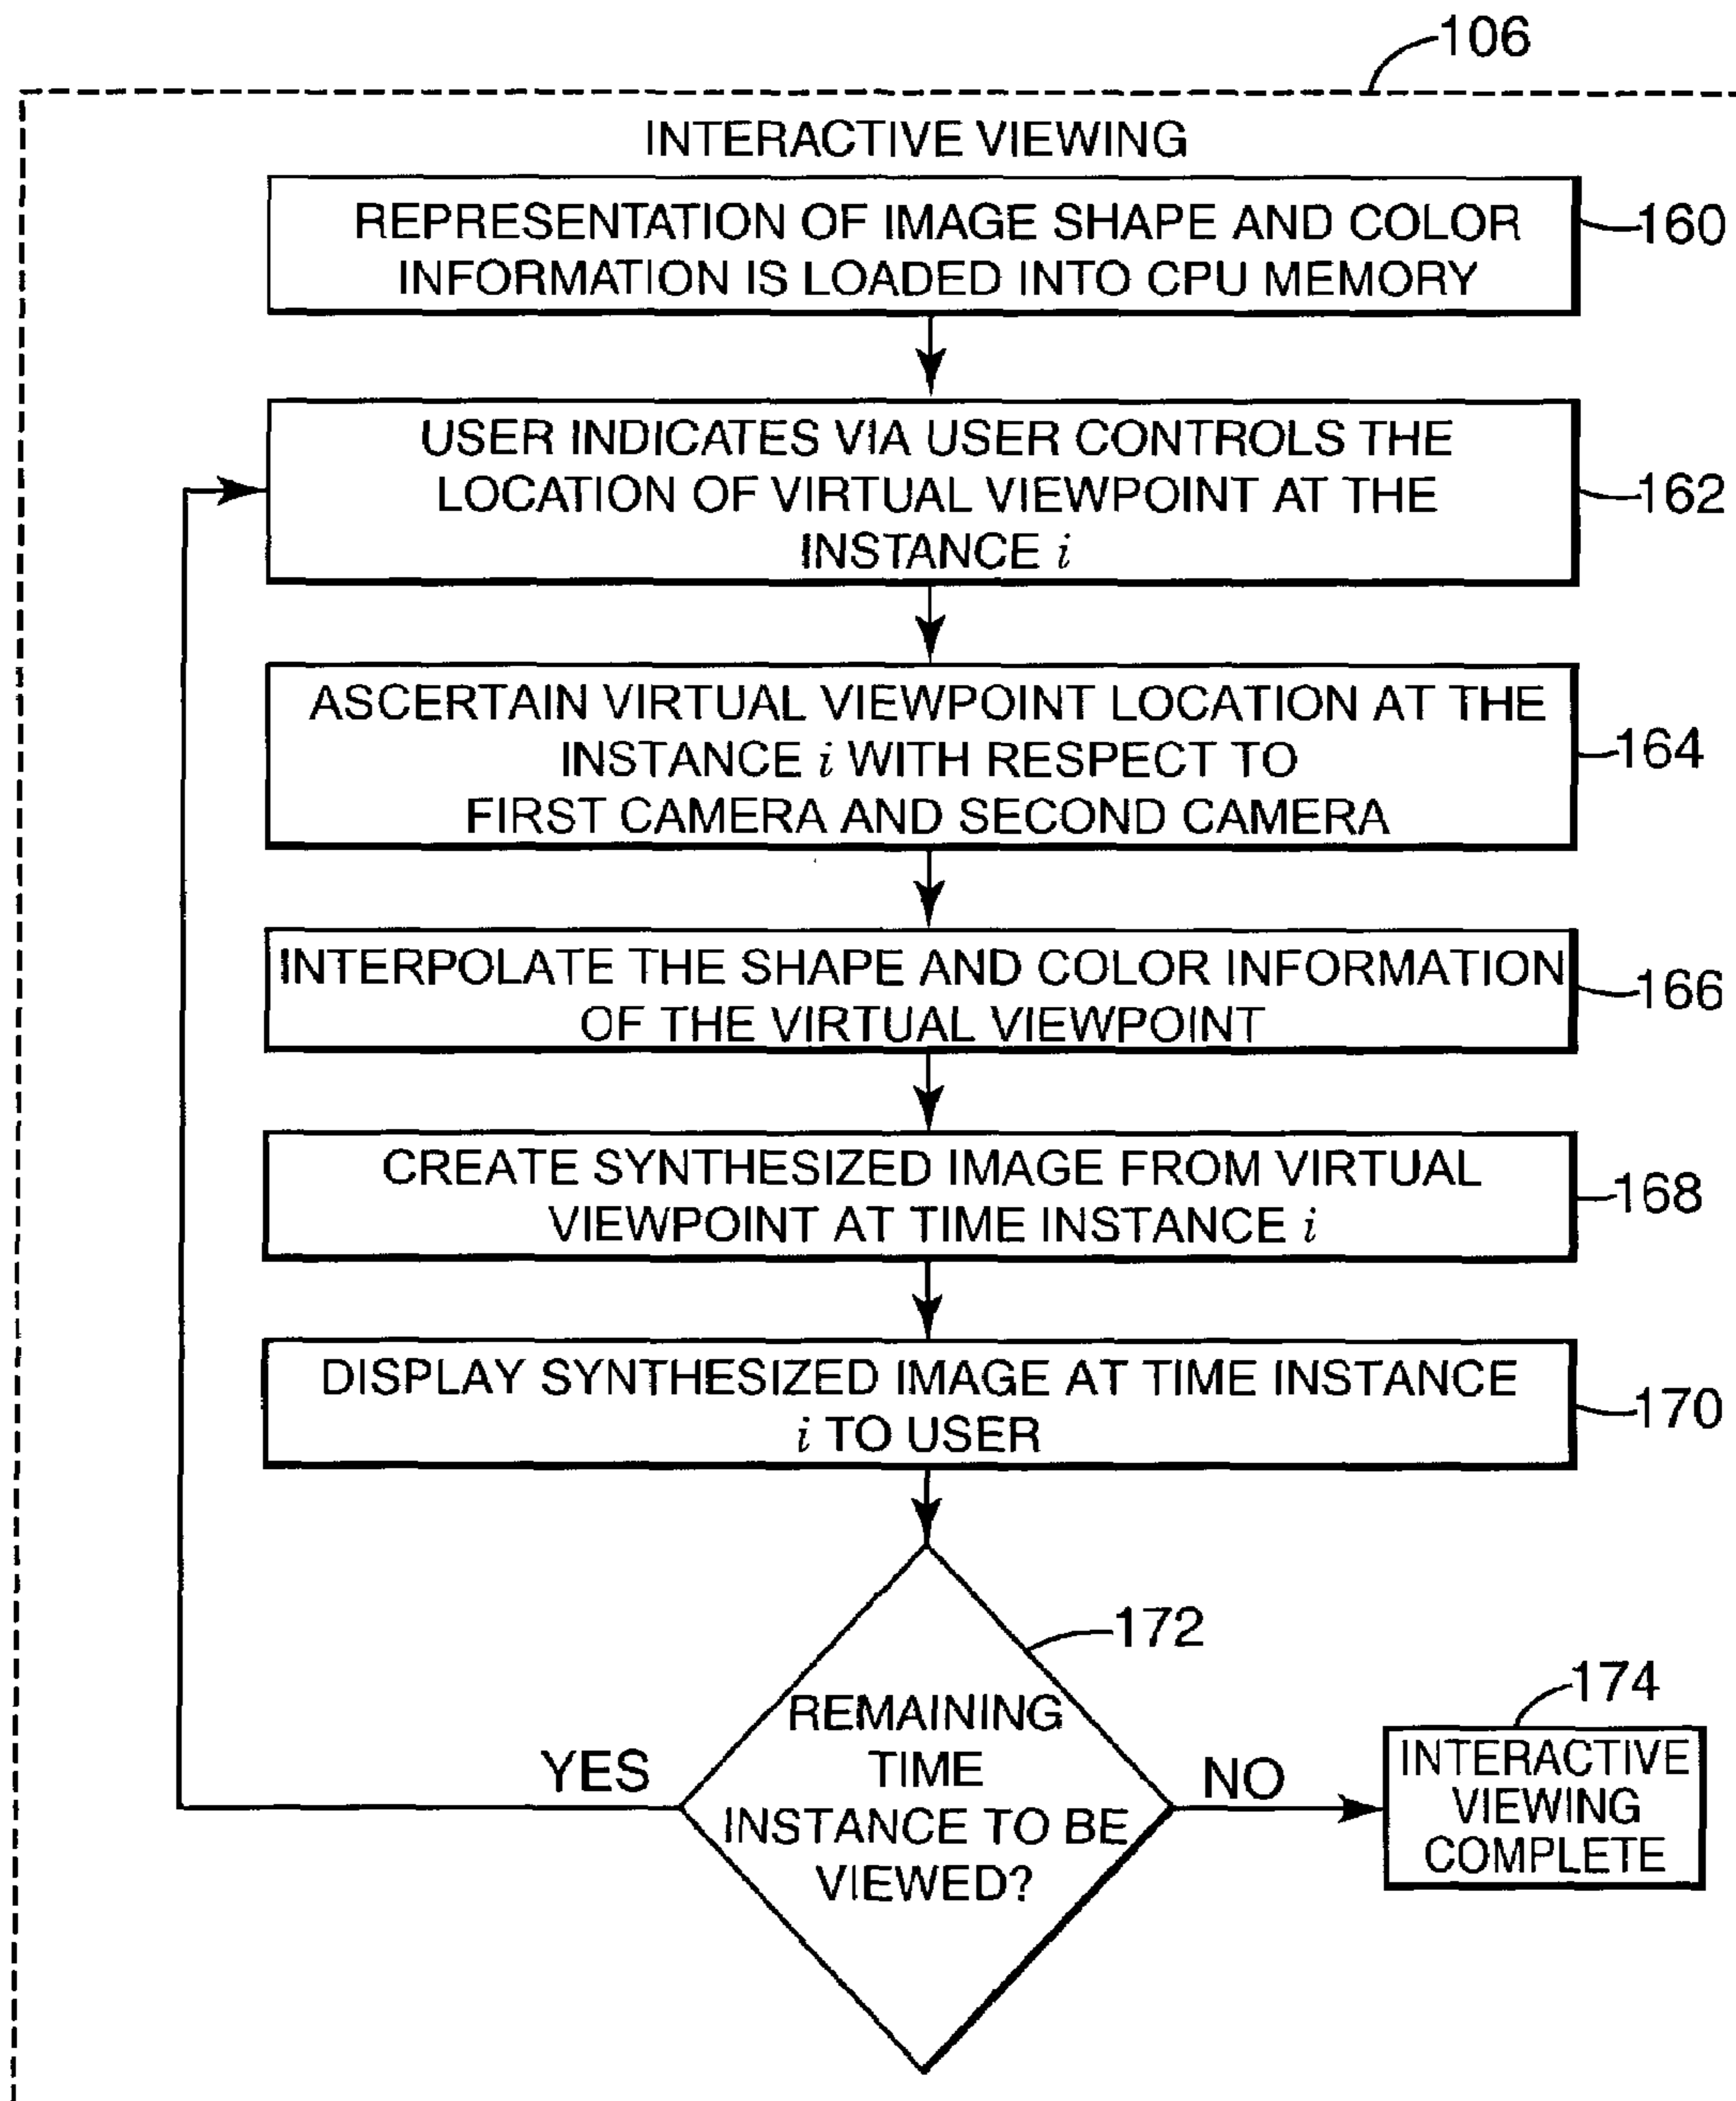 106
INTERACTIVE VIEWING
REPRESENTATION OF IMAGE SHAPE AND COLOR
INFORMATION IS LOADED INTO CPU MEMORY
160
USER INDICATES VIA USER CONTROLS THE
LOCATION OF VIRTUAL VIEWPOINT AT THE
INSTANCE i
162
ASCERTAIN VIRTUAL VIEWPOINT LOCATION AT THE
INSTANCE i WITH RESPECT TO
FIRST CAMERA AND SECOND CAMERA
164
INTERPOLATE THE SHAPE AND COLOR INFORMATION
OF THE VIRTUAL VIEWPOINT
166
CREATE SYNTHESIZED IMAGE FROM VIRTUAL
VIEWPOINT AT TIME INSTANCE i
168
DISPLAY SYNTHESIZED IMAGE AT TIME INSTANCE
i TO USER
170
172
REMAINING
TIME
INSTANCE TO BE
VIEWED?
YES
NO
174
INTERACTIVE
VIEWING
COMPLETE